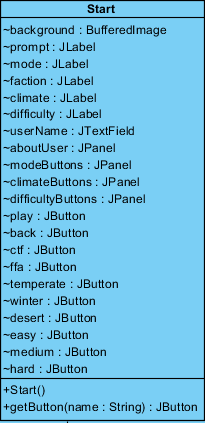 Start
~background : BufferedImage
~prompt : JLabel
~mode : JLabel
~faction : JLabel
~climate : JLabel
~difficulty : JLabel
~userName : JTextField
~aboutUser : JPanel
~modeButtons : JPanel
~climateButtons : JPanel
~difficultyButtons : JPanel
~play : JButton
~back : JButton
~ctf : JButton
~ffa : JButton
~temperate : JButton
~winter : JButton
~desert : JButton
~easy : JButton
~medium : JButton
~hard : JButton
+Start()
+getButton(name : String) : JButton